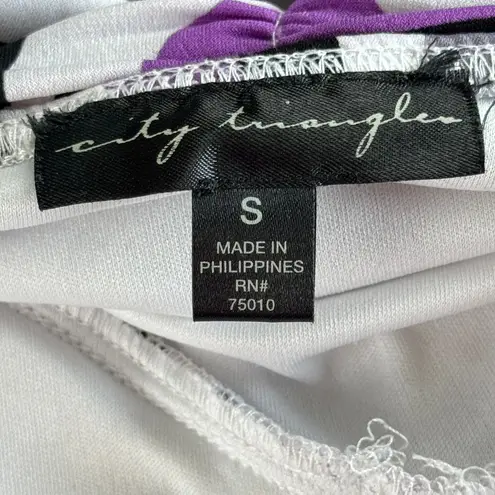 city triangles
S
MADE IN
PHILIPPINES
RN#
75010